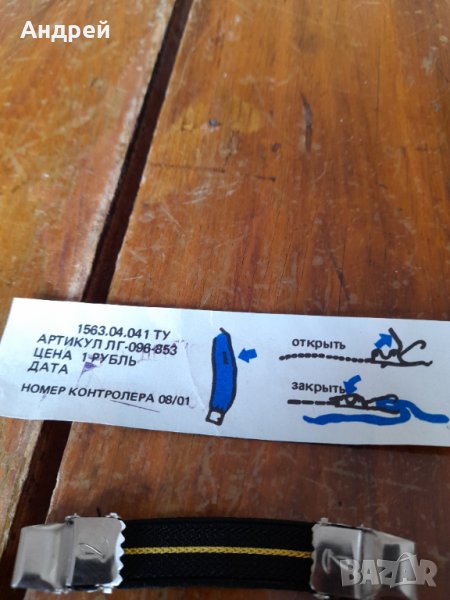 Андрей
1563.04.041 ТУ
АРТИКУЛ ЛГ-096-853
ЦЕНА 1 РУБЛЬ
ДАТА
НОМЕР КОНТРОЛЕРА 08/01
открыть
закрыть
BAZAR